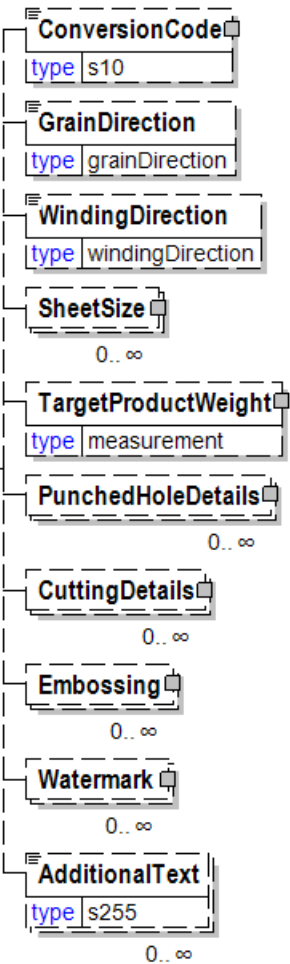 ConversionCode
type s10
GrainDirection
type grainDirection
WindingDirection
type windingDirection
SheetSize
0.. ∞
TargetProductWeight
type measurement
PunchedHoleDetails
0.. ∞
CuttingDetails
0.. ∞
Embossing
0.. ∞
Watermark
0.. ∞
AdditionalText
type s255
0.. ∞